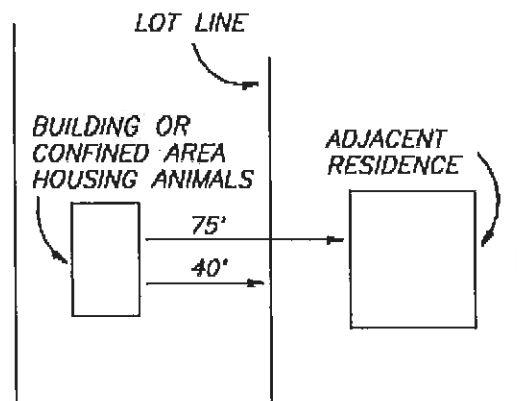 LOT LINE
BUILDING OR
CONFINED AREA
HOUSING ANIMALS
ADJACENT
RESIDENCE
75'
40'